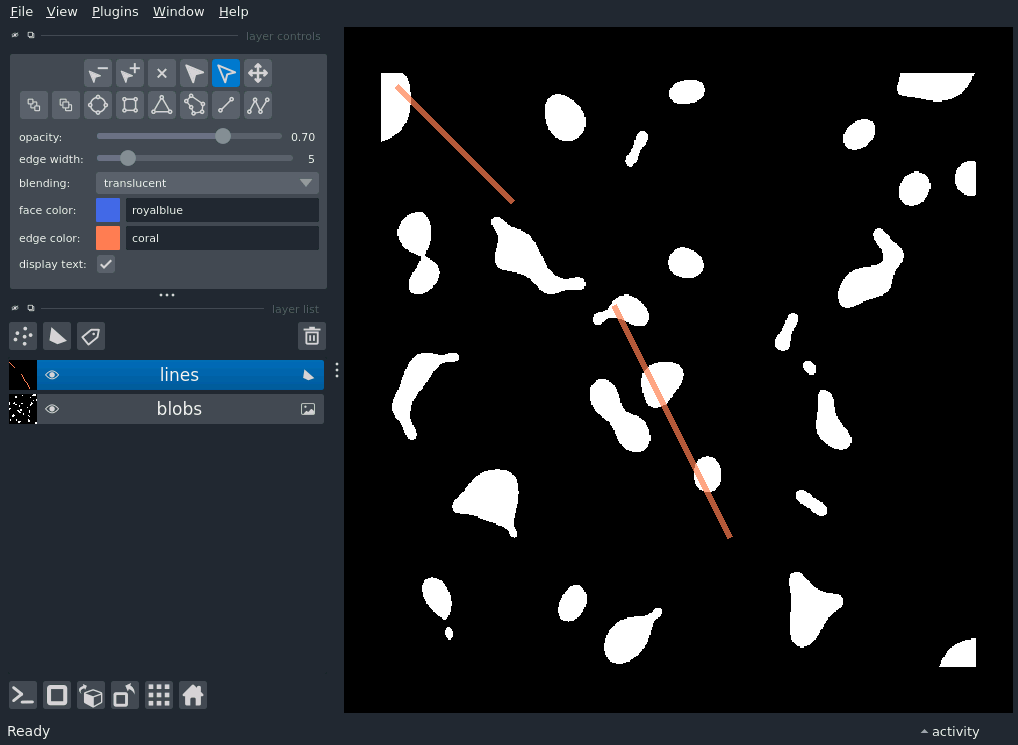 File View Plugins Window Help
layer controls
opacity: 0.70
edge width: 5
blending: translucent
face color: royalblue
edge color: coral
display text:
layer list
lines
blobs
Ready
activity